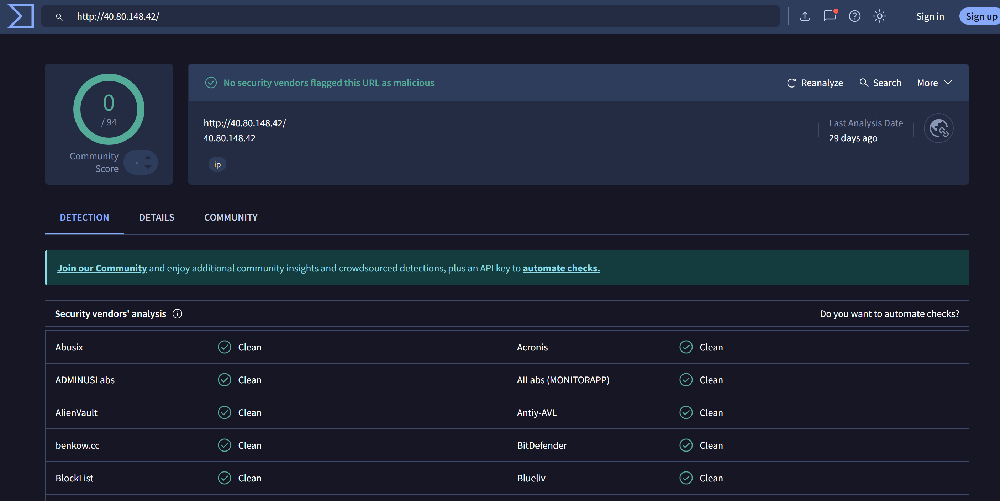 http://40.80.148.42/
Sign in
Sign up
0
/ 94
Community
Score
No security vendors flagged this URL as malicious
Reanalyze
Search
More
http://40.80.148.42/
40.80.148.42
ip
Last Analysis Date
29 days ago
DETECTION
DETAILS
COMMUNITY
Join our Community and enjoy additional community insights and crowdsourced detections, plus an API key to automate checks.
Security vendors' analysis
Do you want to automate checks?
Abusix Clean Acronis Clean
ADMINUSLabs Clean AILabs (MONITORAPP) Clean
AlienVault Clean Antiy-AVL Clean
benkow.cc Clean BitDefender Clean
BlockList Clean Blueliv Clean